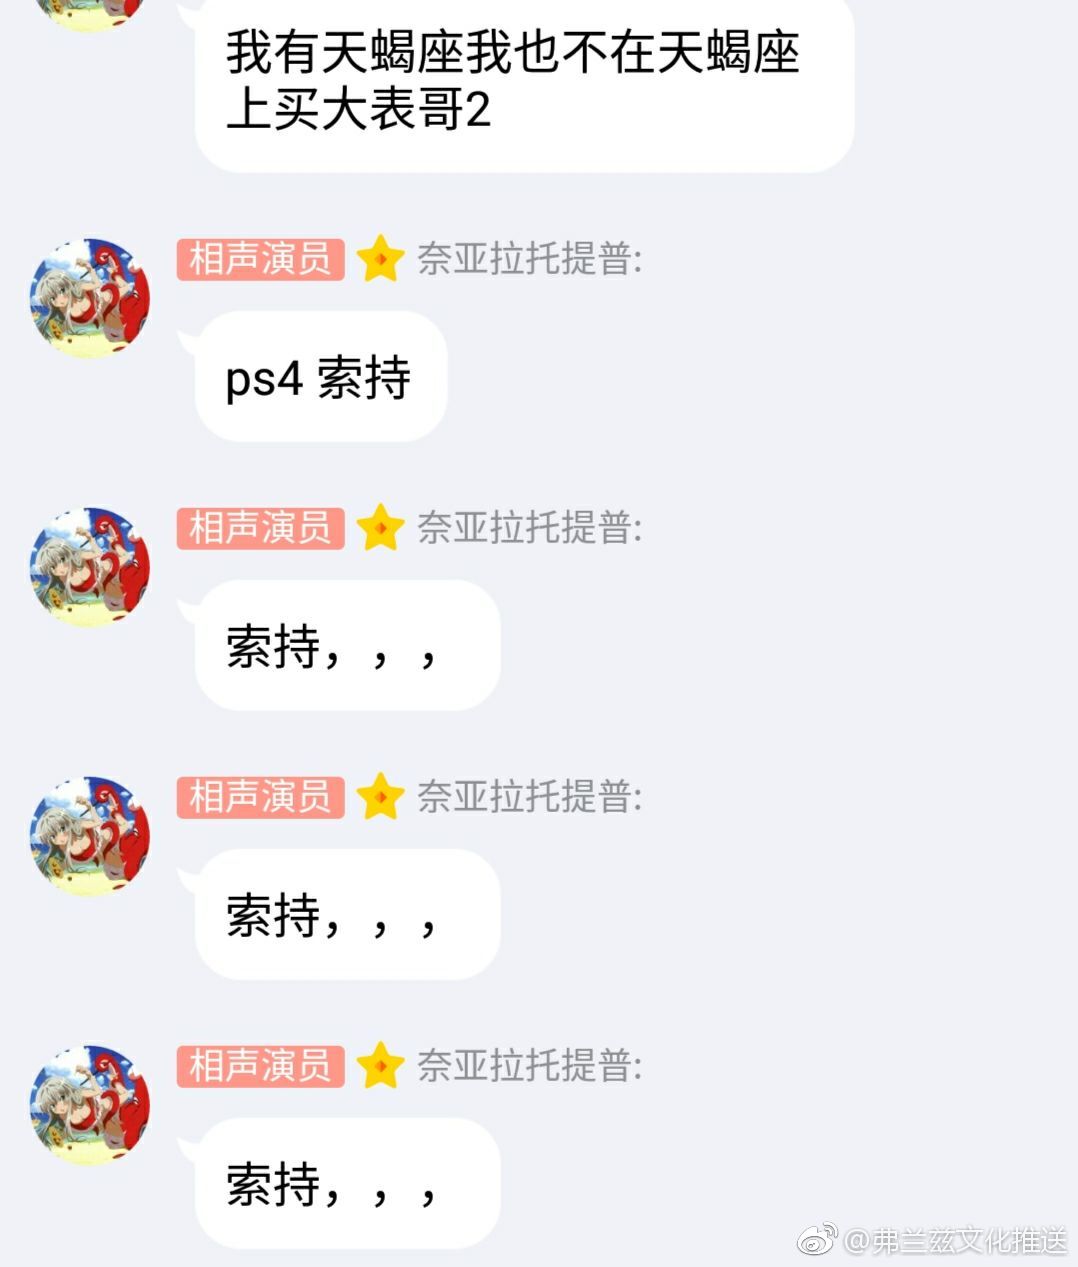 我有天蝎座我也不在天蝎座
上买大表哥2
相声演员 奈亚拉托提普:
ps4 索持
相声演员 奈亚拉托提普:
索持，，，
相声演员 奈亚拉托提普:
索持，，，
相声演员 奈亚拉托提普:
索持，，，
@弗兰兹文化推送